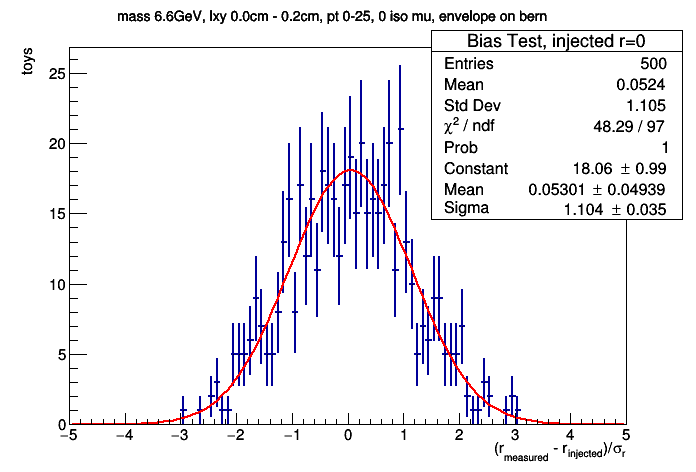 mass 6.6GeV, lxy 0.0cm - 0.2cm, pt 0-25, 0 iso mu, envelope on bern
Bias Test, injected r=0
Entries 500
Mean 0.0524
Std Dev 1.105
χ² / ndf 48.29 / 97
Prob 1
Constant 18.06 ± 0.99
Mean 0.05301 ± 0.04939
Sigma 1.104 ± 0.035
toys
25
20
15
10
5
0
−5 −4 −3 −2 −1 0 1 2 3 4 5
(r_measured - r_injected)/σ_r